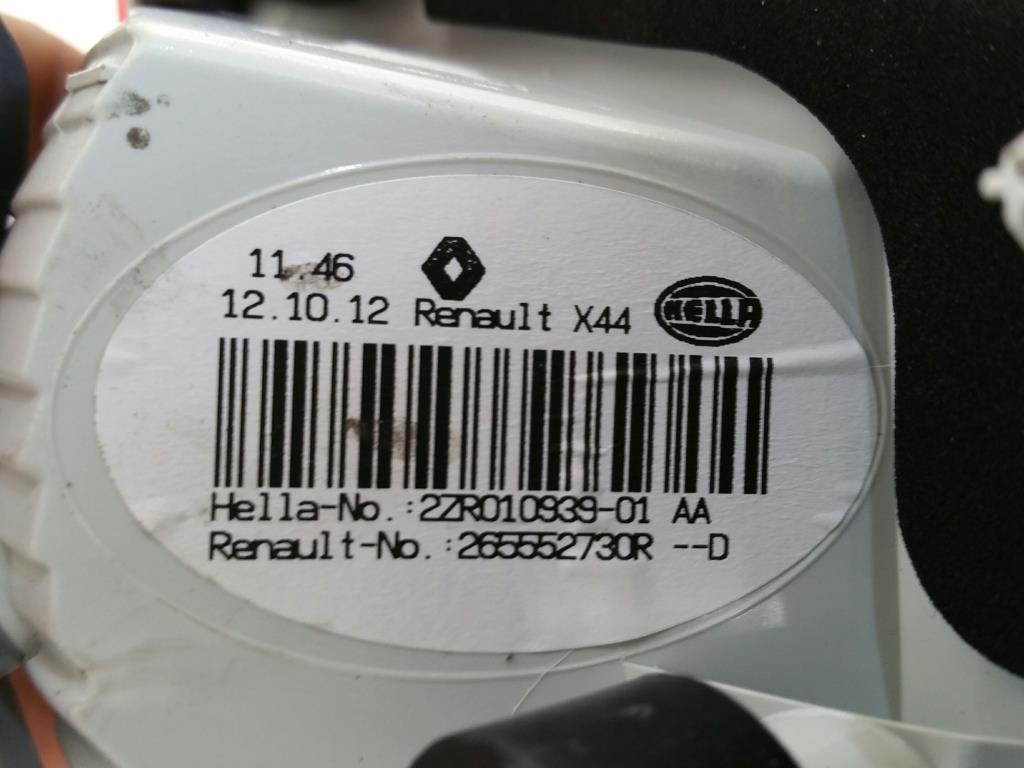 11.46
12.10.12 Renault X44 HELLA
Hella-No.:2ZR010939-01 AA
Renault-No.:265552730R --D